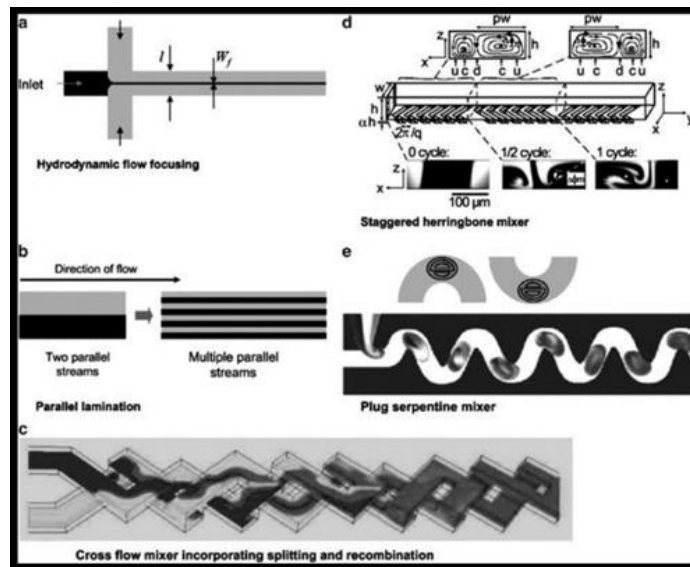 a
Inlet
l
Wf
Hydrodynamic flow focusing
b
Direction of flow
Two parallel
streams
Multiple parallel
streams
Parallel lamination
c
Cross flow mixer incorporating splitting and recombination
d
pw
pw
z
h
h
x
u c d c u
u c d c u
w
h
αh
2π/q
z
y
x
0 cycle:
1/2 cycle:
1 cycle:
z
x
100 µm
Staggered herringbone mixer
e
Plug serpentine mixer